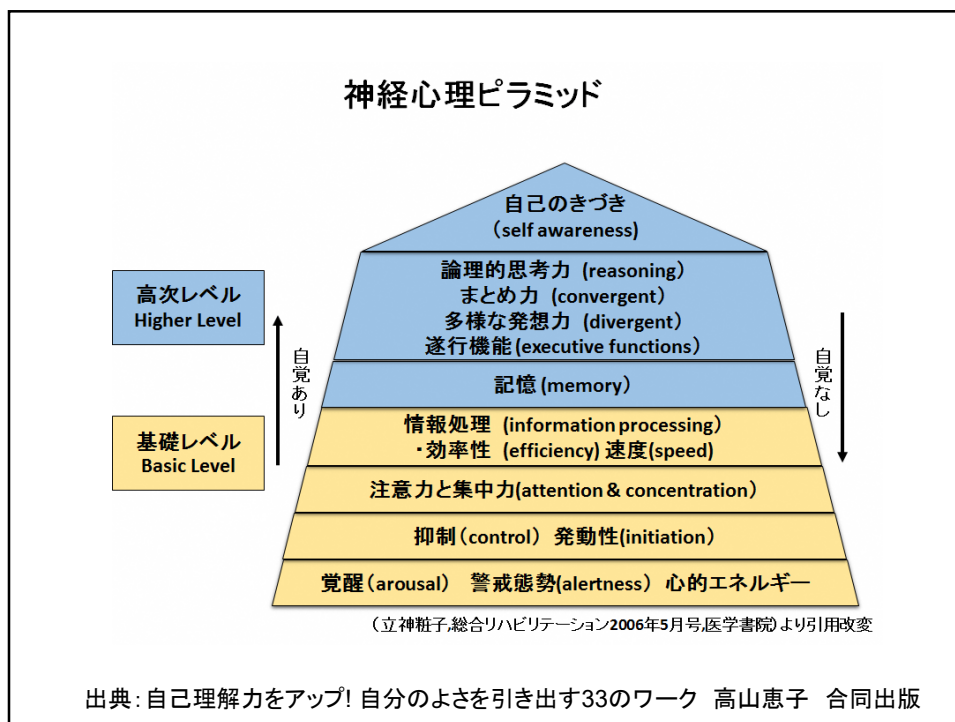 神経心理ピラミッド
自己のきづき
（self awareness)
論理的思考力 (reasoning）
まとめ力 (convergent）
多様な発想力 (divergent）
遂行機能(executive functions）
高次レベル
Higher Level
自覚あり
自覚なし
記憶(memory）
情報処理 (information processing）
・効率性 (efficiency) 速度(speed)
基礎レベル
Basic Level
注意力と集中力(attention & concentration）
抑制（control） 発動性(initiation）
覚醒（arousal） 警戒態勢(alertness） 心的エネルギー
（立神粧子,総合リハビリテーション2006年5月号,医学書院）より引用改変
出典：自己理解力をアップ! 自分のよさを引き出す33のワーク 高山恵子 合同出版